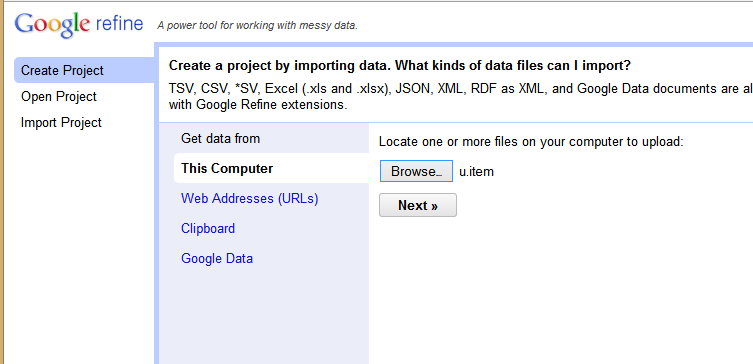 Google refine A power tool for working with messy data.
Create Project
Open Project
Import Project
Create a project by importing data. What kinds of data files can I import?
TSV, CSV, *SV, Excel (.xls and .xlsx), JSON, XML, RDF as XML, and Google Data documents are al
with Google Refine extensions.
Get data from
This Computer
Web Addresses (URLs)
Clipboard
Google Data
Locate one or more files on your computer to upload:
Browse... u.item
Next »